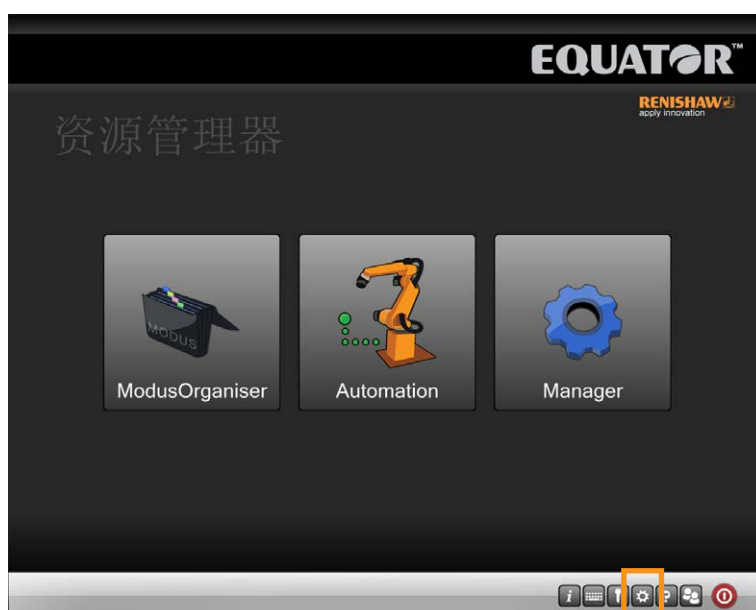 EQUATOR™
RENISHAW
apply innovation
资源管理器
MODUS
ModusOrganiser
Automation
Manager
i
?